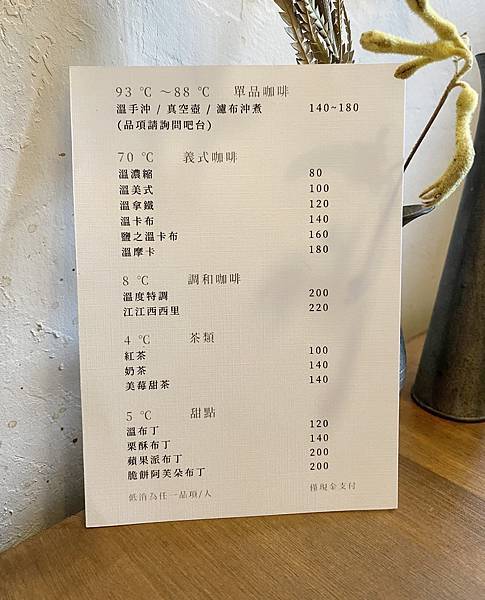 93 ℃ ～88 ℃ 單品咖啡
溫手沖 / 真空壺 / 濾布沖煮 140~180
(品項請詢問吧台)
70 ℃ 義式咖啡
溫濃縮 80
溫美式 100
溫拿鐵 120
溫卡布 140
鹽之溫卡布 160
溫摩卡 180
8 ℃ 調和咖啡
溫度特調 200
江江西西里 220
4 ℃ 茶類
紅茶 100
奶茶 140
美莓甜茶 140
5 ℃ 甜點
溫布丁 120
栗酥布丁 140
蘋果派布丁 200
脆餅阿芙朵布丁 200
低消為任一品項/人 僅現金支付